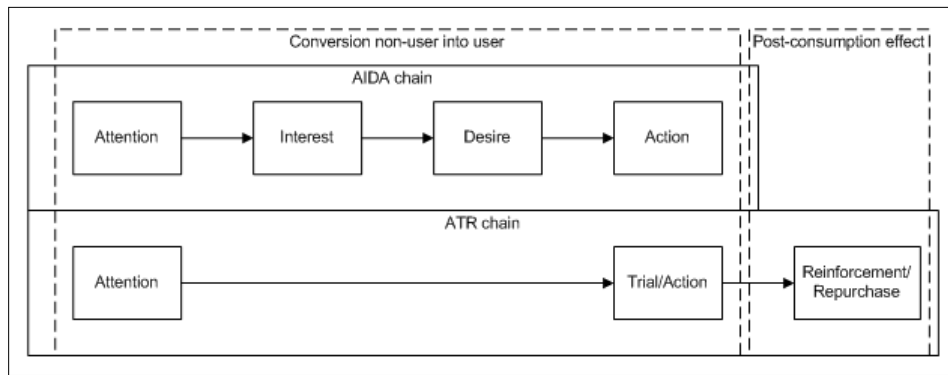 Conversion non-user into user
Post-consumption effect
AIDA chain
Attention
Interest
Desire
Action
ATR chain
Attention
Trial/Action
Reinforcement/
Repurchase